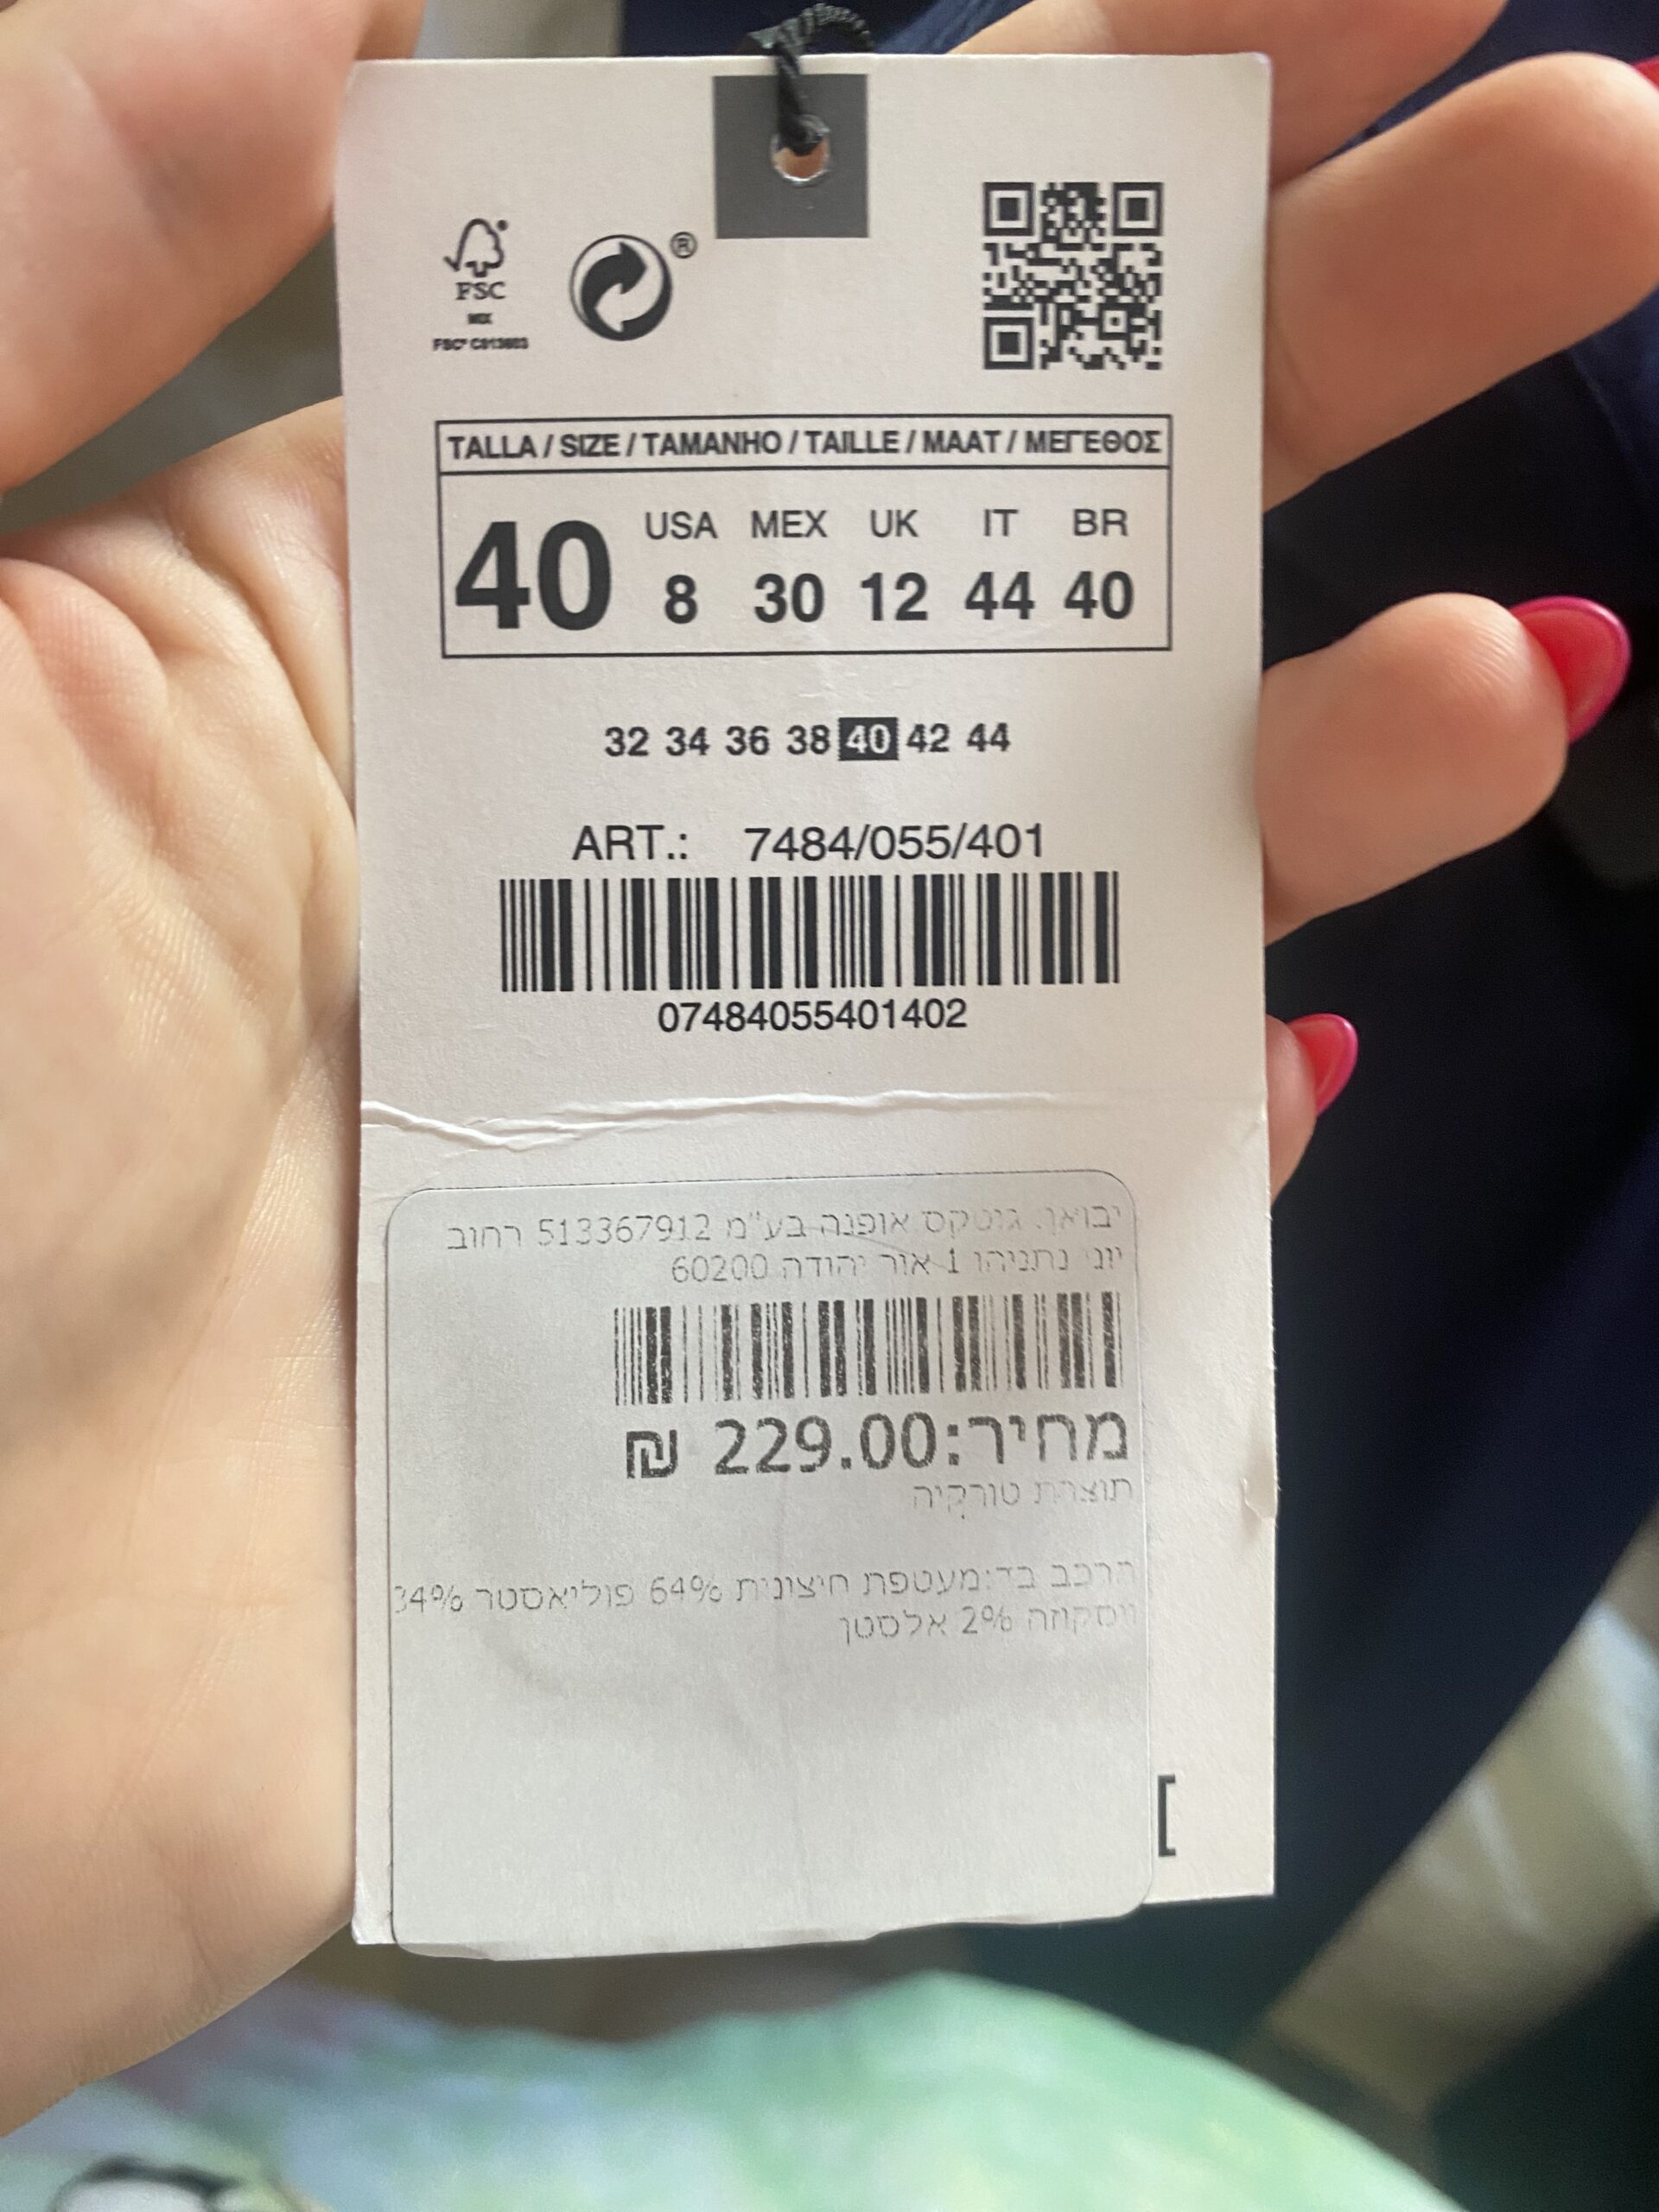 FSC
MIX
FSC® C013603
®
TALLA / SIZE / TAMANHO / TAILLE / MAAT / ΜΕΓΕΘΟΣ
40
USA MEX UK IT BR
8 30 12 44 40
32 34 36 38 40 42 44
ART.: 7484/055/401
07484055401402
יבואן: גוטקס אופנה בע"מ 513367912 רחוב
יוני נתניהו 1 אור יהודה 60200
מחיר:229.00 ₪
תוצרת טורקיה
הרכב בד:מעטפת חיצונית 64% פוליאסטר 34%
ויסקוזה 2% אלסטן
]